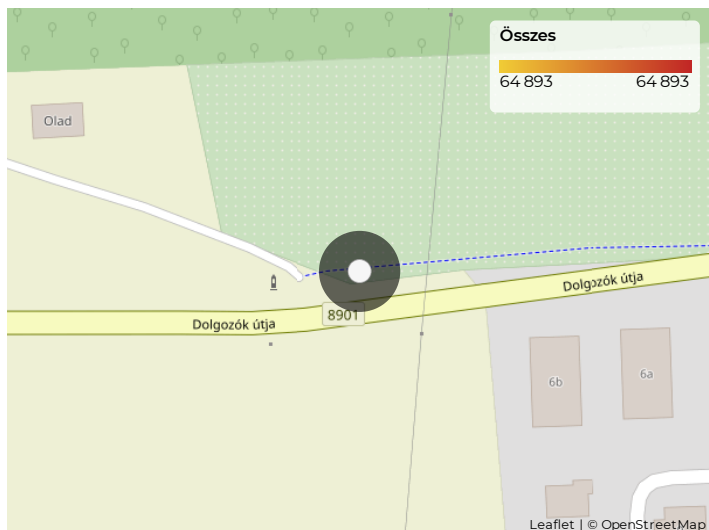 Összes
64 893 64 893
Olad
Dolgozók útja
8901
Dolgozók útja
6b
6a
Leaflet | © OpenStreetMap